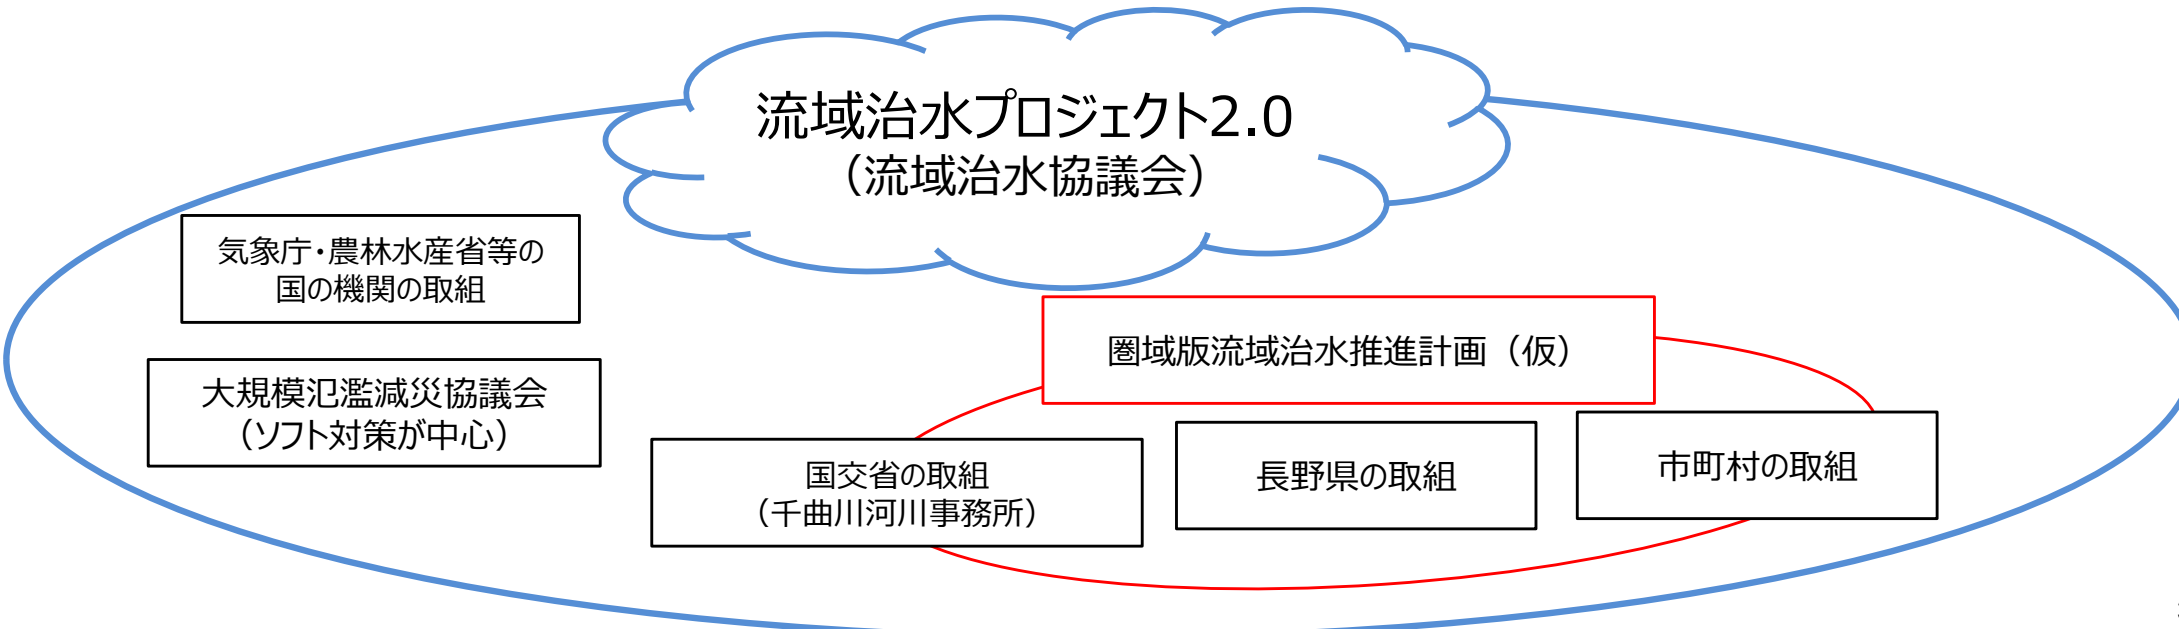 流域治水プロジェクト2.0
（流域治水協議会）
気象庁・農林水産省等の
国の機関の取組
大規模氾濫減災協議会
（ソフト対策が中心）
圏域版流域治水推進計画（仮）
国交省の取組
（千曲川河川事務所）
長野県の取組
市町村の取組